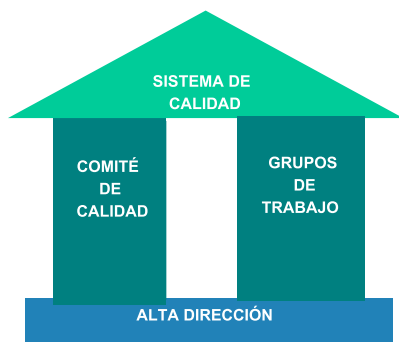 SISTEMA DE
CALIDAD
COMITÉ
DE
CALIDAD
GRUPOS
DE
TRABAJO
ALTA DIRECCIÓN